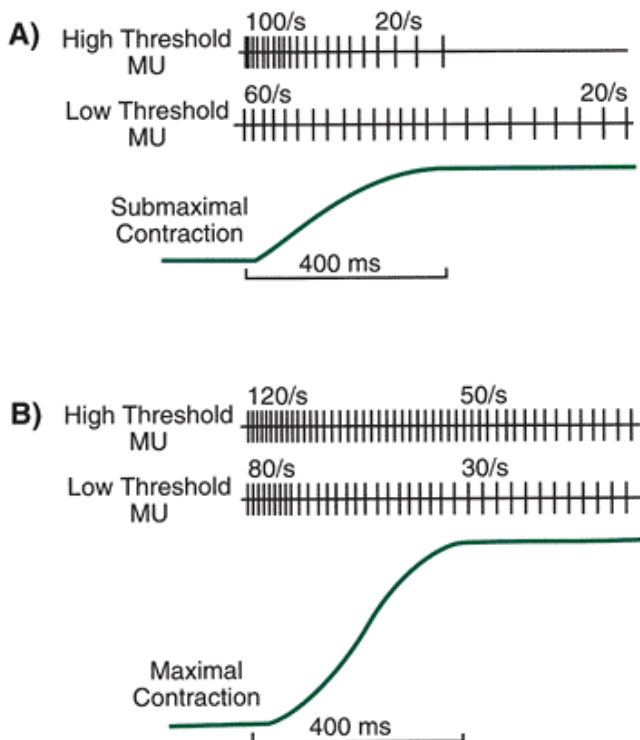 A)
High Threshold
MU
100/s 20/s
Low Threshold
MU
60/s 20/s
Submaximal
Contraction
400 ms
B)
High Threshold
MU
120/s 50/s
Low Threshold
MU
80/s 30/s
Maximal
Contraction
400 ms